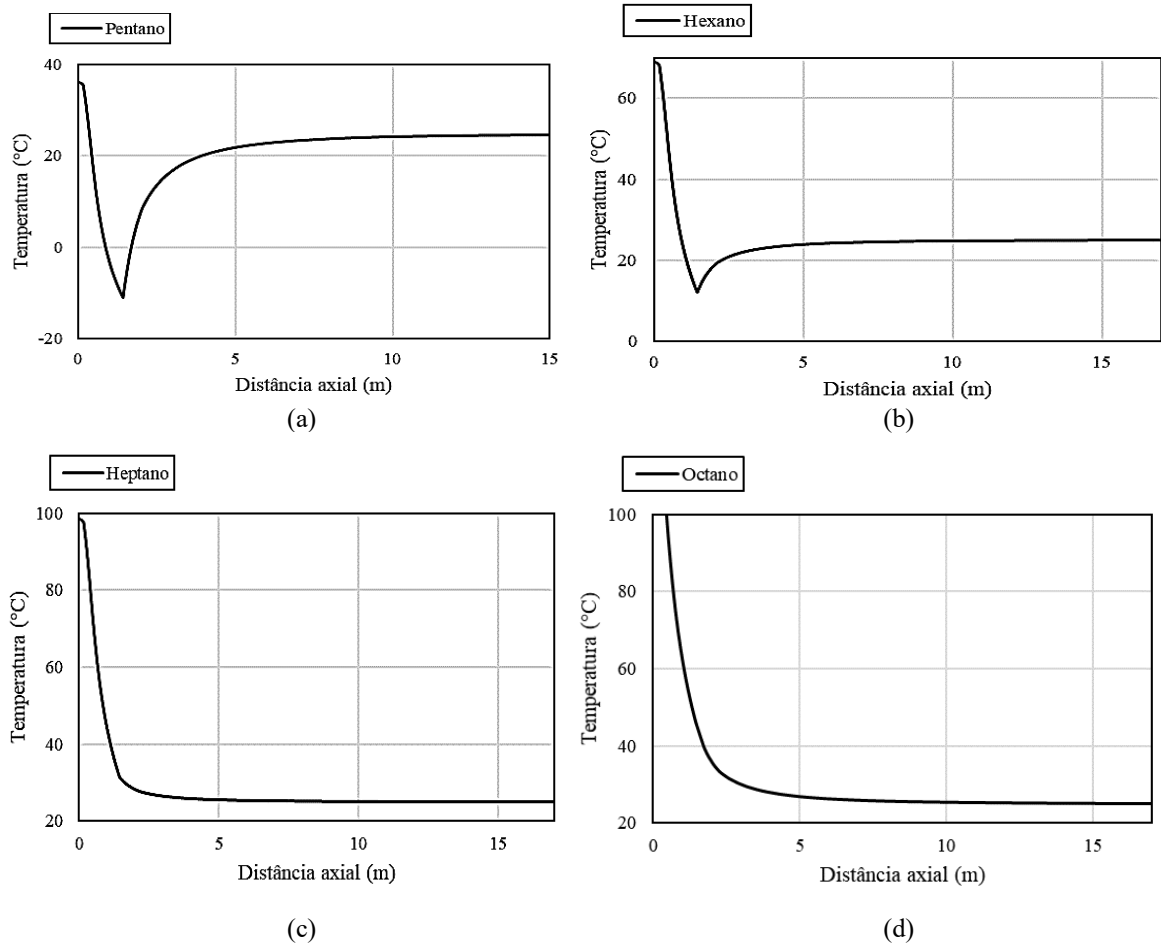 Pentano
40
20
0
-20
0 5 10 15
Temperatura (°C)
Distância axial (m)
(a)
Hexano
60
40
20
0
0 5 10 15
Temperatura (°C)
Distância axial (m)
(b)
Heptano
100
80
60
40
20
0 5 10 15
Temperatura (°C)
Distância axial (m)
(c)
Octano
100
80
60
40
20
0 5 10 15
Temperatura (°C)
Distância axial (m)
(d)